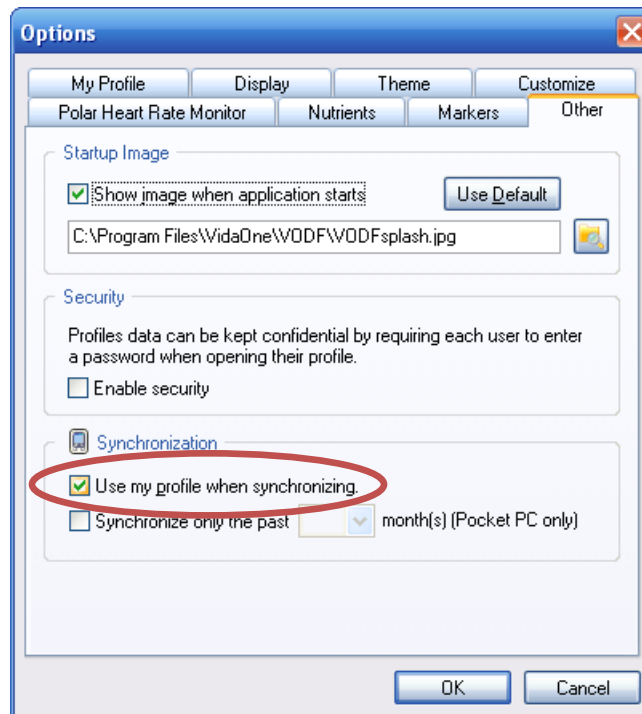 Options
My Profile Display Theme Customize
Polar Heart Rate Monitor Nutrients Markers Other
Startup Image
Show image when application starts Use Default
C:\Program Files\VidaOne\VODF\VODFsplash.jpg
Security
Profiles data can be kept confidential by requiring each user to enter
a password when opening their profile.
Enable security
Synchronization
Use my profile when synchronizing.
Synchronize only the past month(s) (Pocket PC only)
OK Cancel